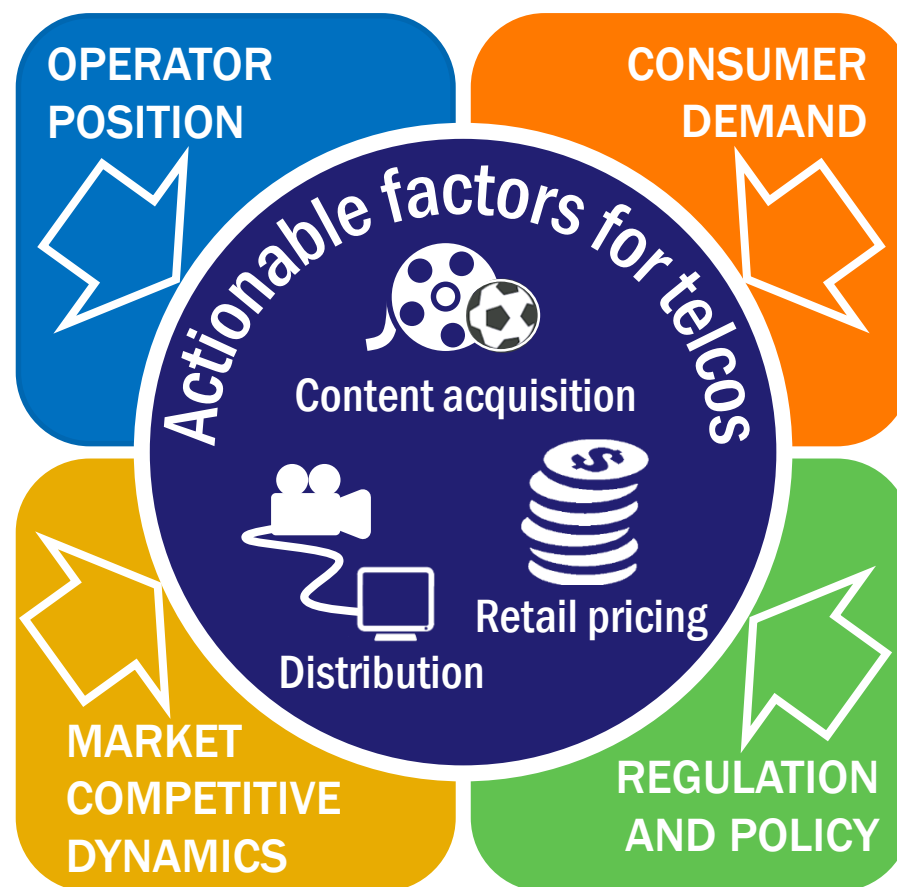 OPERATOR
POSITION
CONSUMER
DEMAND
Actionable factors for telcos
Content acquisition
$
Retail pricing
Distribution
MARKET
COMPETITIVE
DYNAMICS
REGULATION
AND POLICY